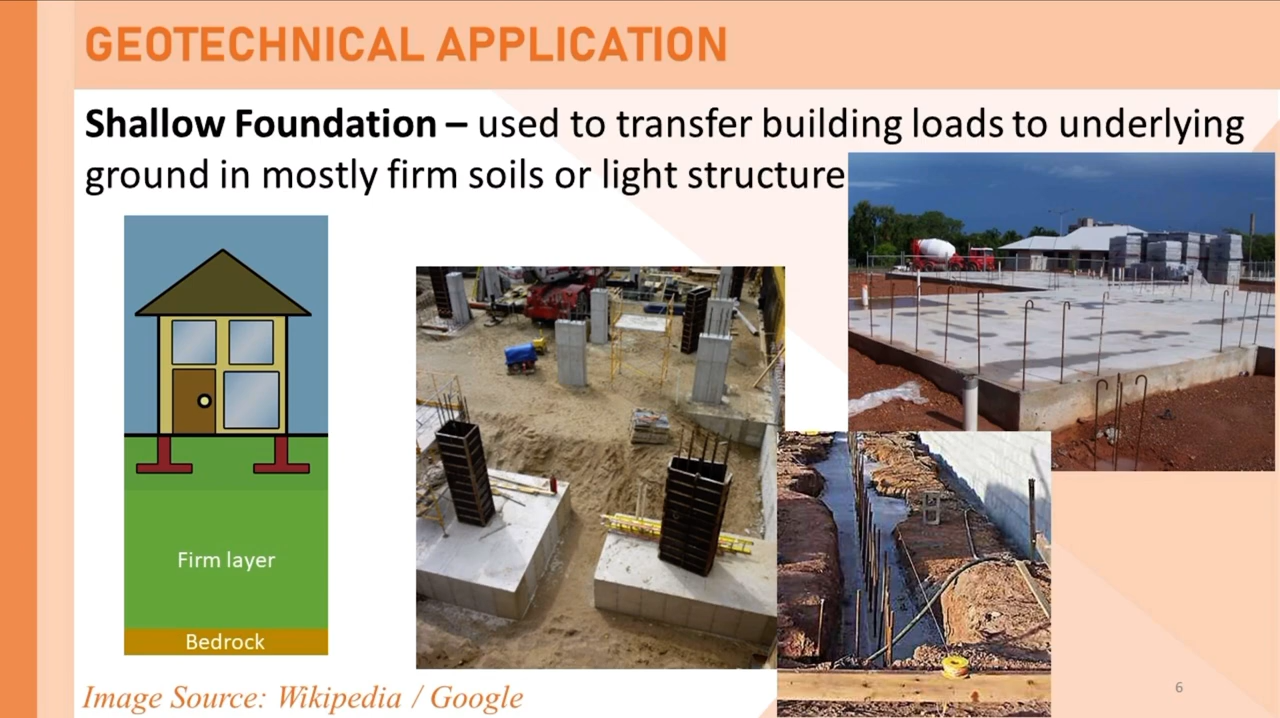 GEOTECHNICAL APPLICATION
Shallow Foundation – used to transfer building loads to underlying
ground in mostly firm soils or light structure
Firm layer
Bedrock
Image Source: Wikipedia / Google
6